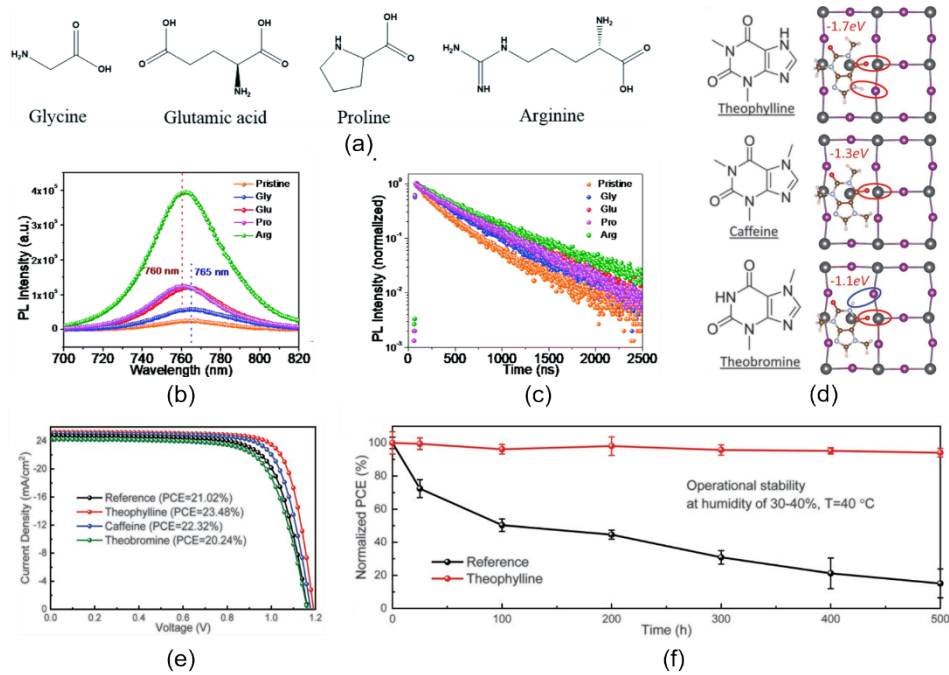 O
H₂N
OH
Glycine
O
O
HO
OH
NH₂
Glutamic acid
OH
HN
O
Proline
NH₂
H₂N
N
H
O
NH
HO
Arginine
(a)
PL Intensity (a.u.)
4x10⁵
3x10⁵
2x10⁵
1x10⁵
0
Pristine
Gly
Glu
Pro
Arg
760 nm
765 nm
700 720 740 760 780 800 820
Wavelength (nm)
(b)
PL Intensity (normalized)
10⁰
10⁻¹
10⁻²
10⁻³
Pristine
Gly
Glu
Pro
Arg
0 500 1000 1500 2000 2500
Time (ns)
(c)
O
H
N
N
O
N
N
Theophylline
-1.7eV
O
N
N
O
N
N
Caffeine
-1.3eV
O
HN
N
O
N
N
Theobromine
-1.1eV
(d)
Current Density (mA/cm²)
24
-20
-16
-12
-8
-4
0
Reference (PCE=21.02%)
Theophylline (PCE=23.48%)
Caffeine (PCE=22.32%)
Theobromine (PCE=20.24%)
0.0 0.2 0.4 0.6 0.8 1.0 1.2
Voltage (V)
(e)
Normalized PCE (%)
100
80
60
40
20
0
Operational stability
at humidity of 30-40%, T=40 °C
Reference
Theophylline
0 100 200 300 400 500
Time (h)
(f)